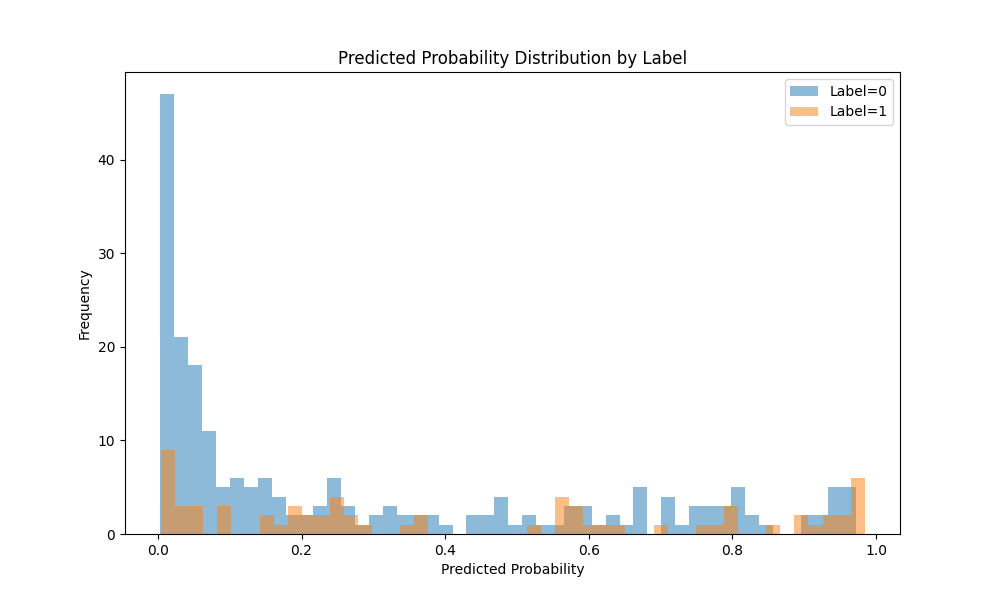 Predicted Probability Distribution by Label
Label=0
Label=1
Frequency
40
30
20
10
0
0.0 0.2 0.4 0.6 0.8 1.0
Predicted Probability